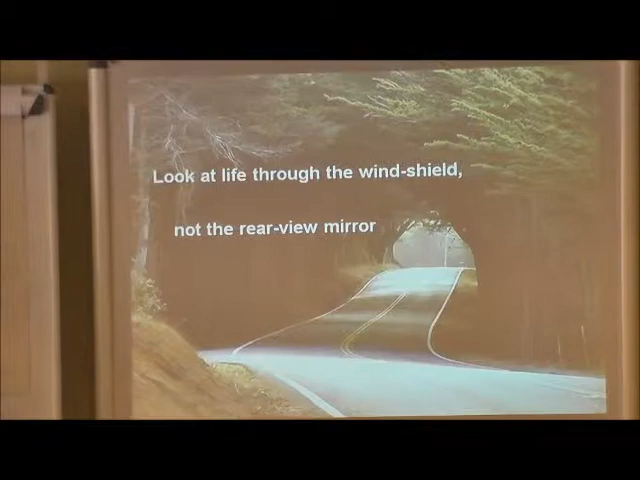 Look at life through the wind-shield,
not the rear-view mirror